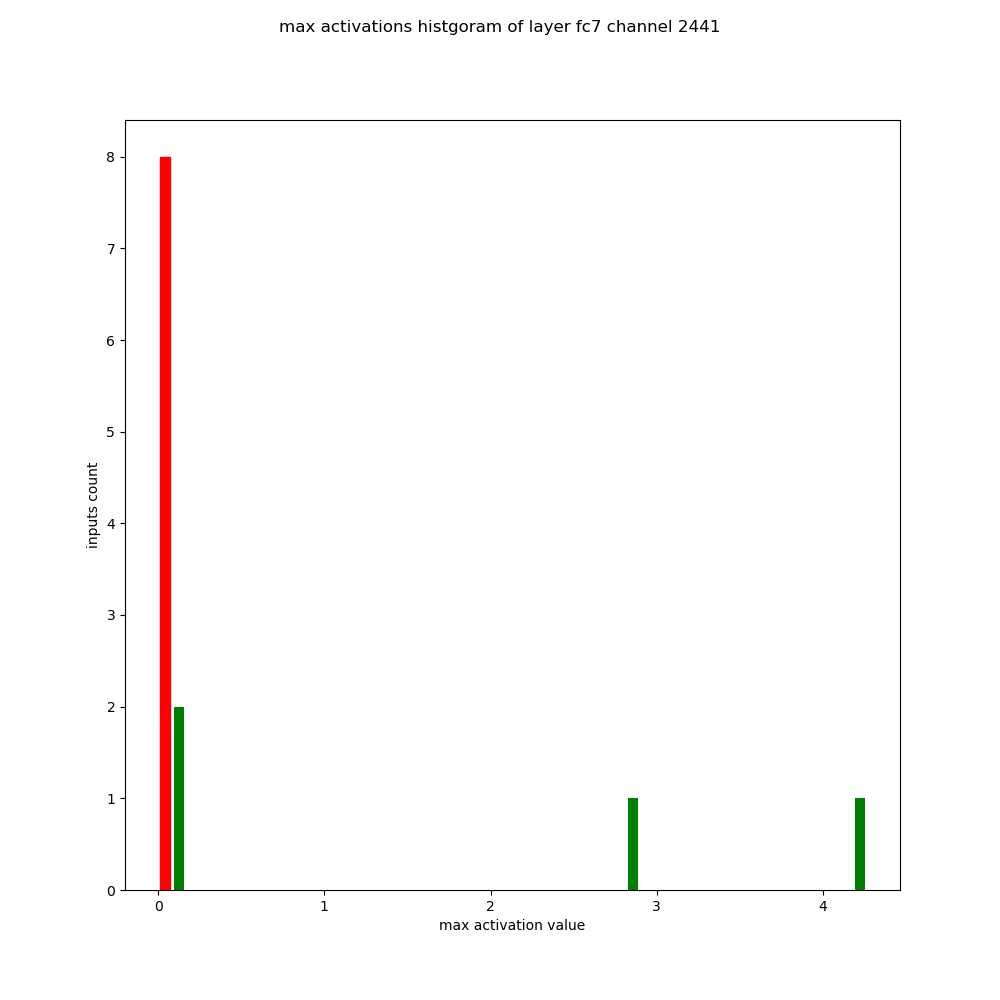 max activations histgoram of layer fc7 channel 2441
8
7
6
5
4
3
2
1
0
inputs count
0 1 2 3 4
max activation value